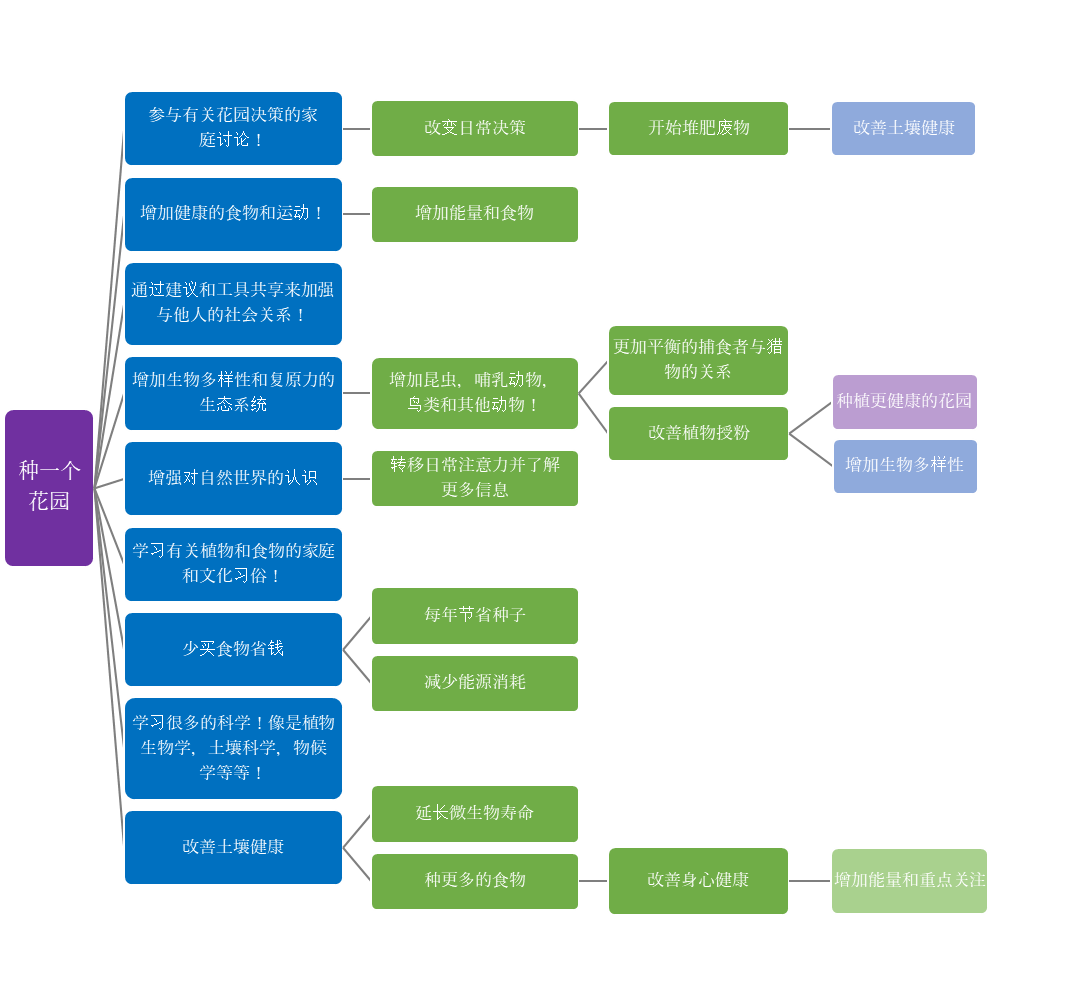 种一个
花园
参与有关花园决策的家
庭讨论！
改变日常决策
开始堆肥废物
改善土壤健康
增加健康的食物和运动！
增加能量和食物
通过建议和工具共享来加强
与他人的社会关系！
增加生物多样性和复原力的
生态系统
增加昆虫，哺乳动物，
鸟类和其他动物！
更加平衡的捕食者与猎
物的关系
改善植物授粉
种植更健康的花园
增加生物多样性
增强对自然世界的认识
转移日常注意力并了解
更多信息
学习有关植物和食物的家庭
和文化习俗！
少买食物省钱
每年节省种子
减少能源消耗
学习很多的科学！像是植物
生物学，土壤科学，物候
学等等！
改善土壤健康
延长微生物寿命
种更多的食物
改善身心健康
增加能量和重点关注